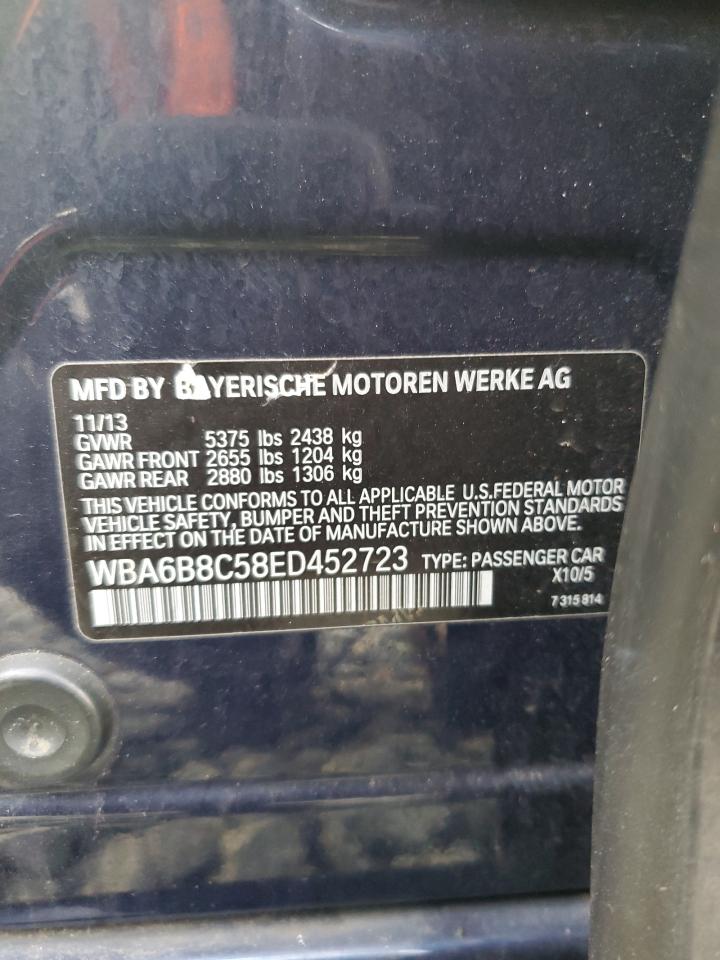 MFD BY BAYERISCHE MOTOREN WERKE AG
11/13
GVWR 5375 lbs 2438 kg
GAWR FRONT 2655 lbs 1204 kg
GAWR REAR 2880 lbs 1306 kg
THIS VEHICLE CONFORMS TO ALL APPLICABLE U.S.FEDERAL MOTOR
VEHICLE SAFETY, BUMPER AND THEFT PREVENTION STANDARDS
IN EFFECT ON THE DATE OF MANUFACTURE SHOWN ABOVE.
WBA6B8C58ED452723 TYPE: PASSENGER CAR
X10/5
7 315 814